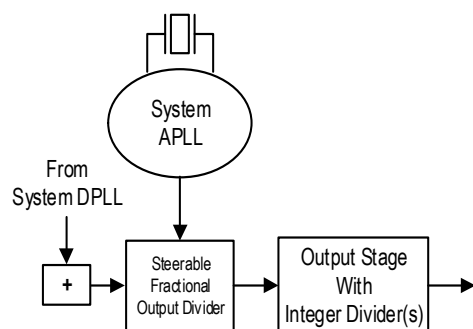 System
APLL
From
System DPLL
+
Steerable
Fractional
Output Divider
Output Stage
With
Integer Divider(s)